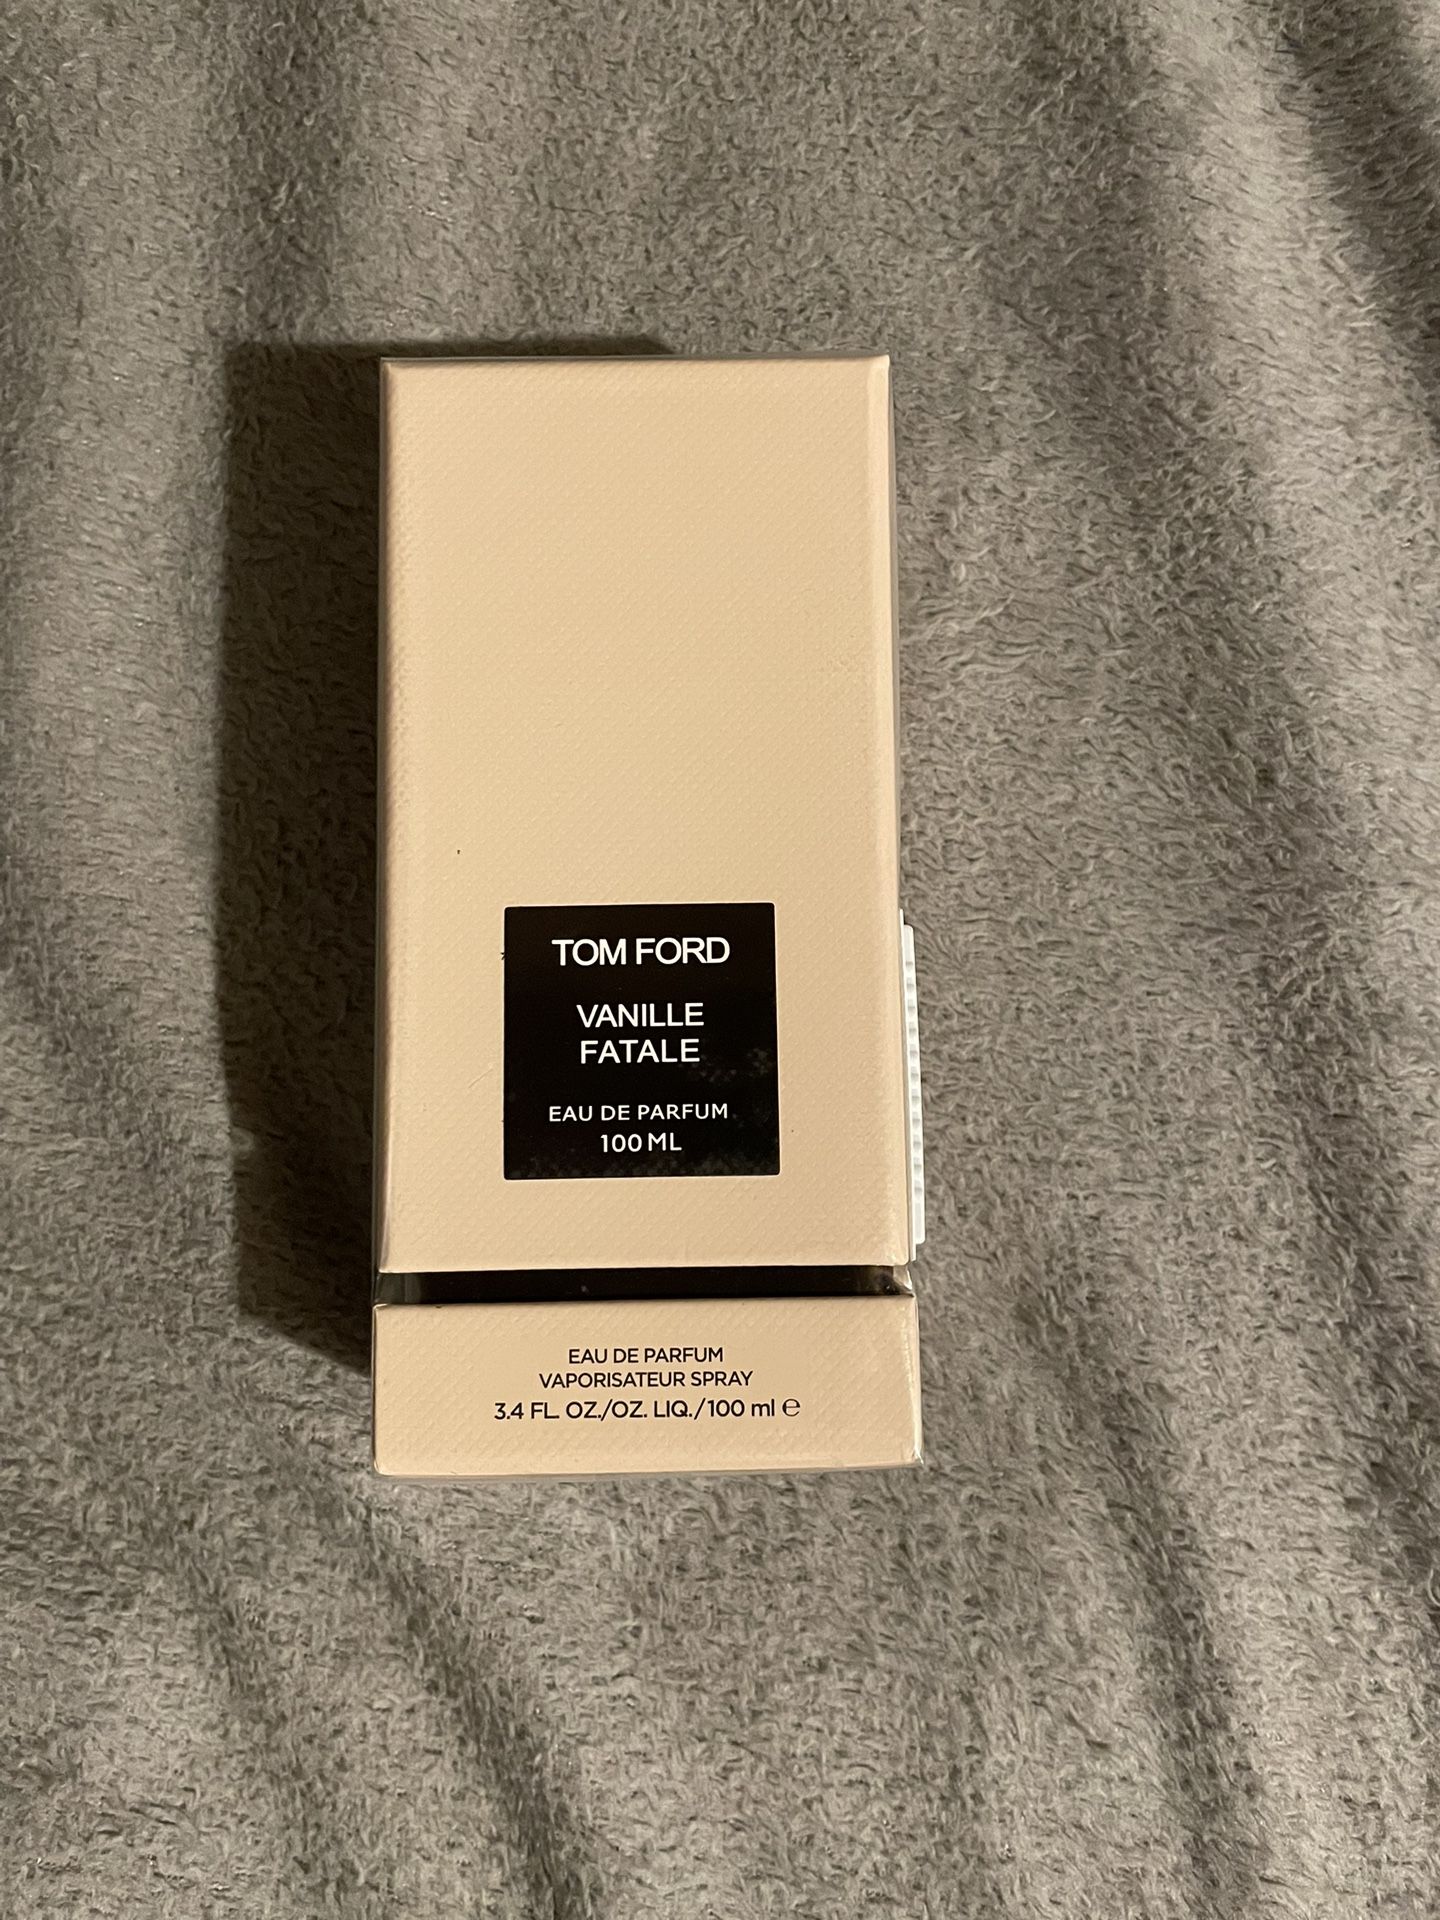 TOM FORD
VANILLE
FATALE
EAU DE PARFUM
100 ML
EAU DE PARFUM
VAPORISATEUR SPRAY
3.4 FL. OZ./OZ. LIQ./100 ml ℮